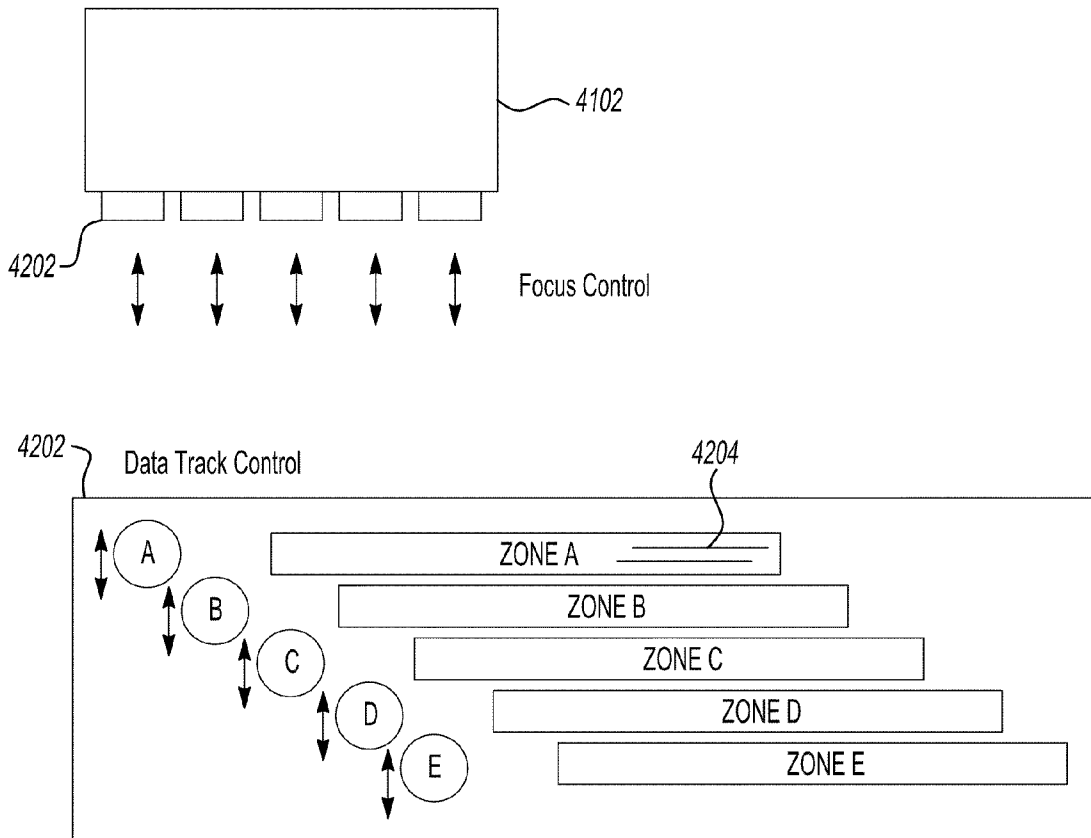 4102
4202
Focus Control
4202
Data Track Control
4204
A
ZONE A
B
ZONE B
C
ZONE C
D
ZONE D
E
ZONE E